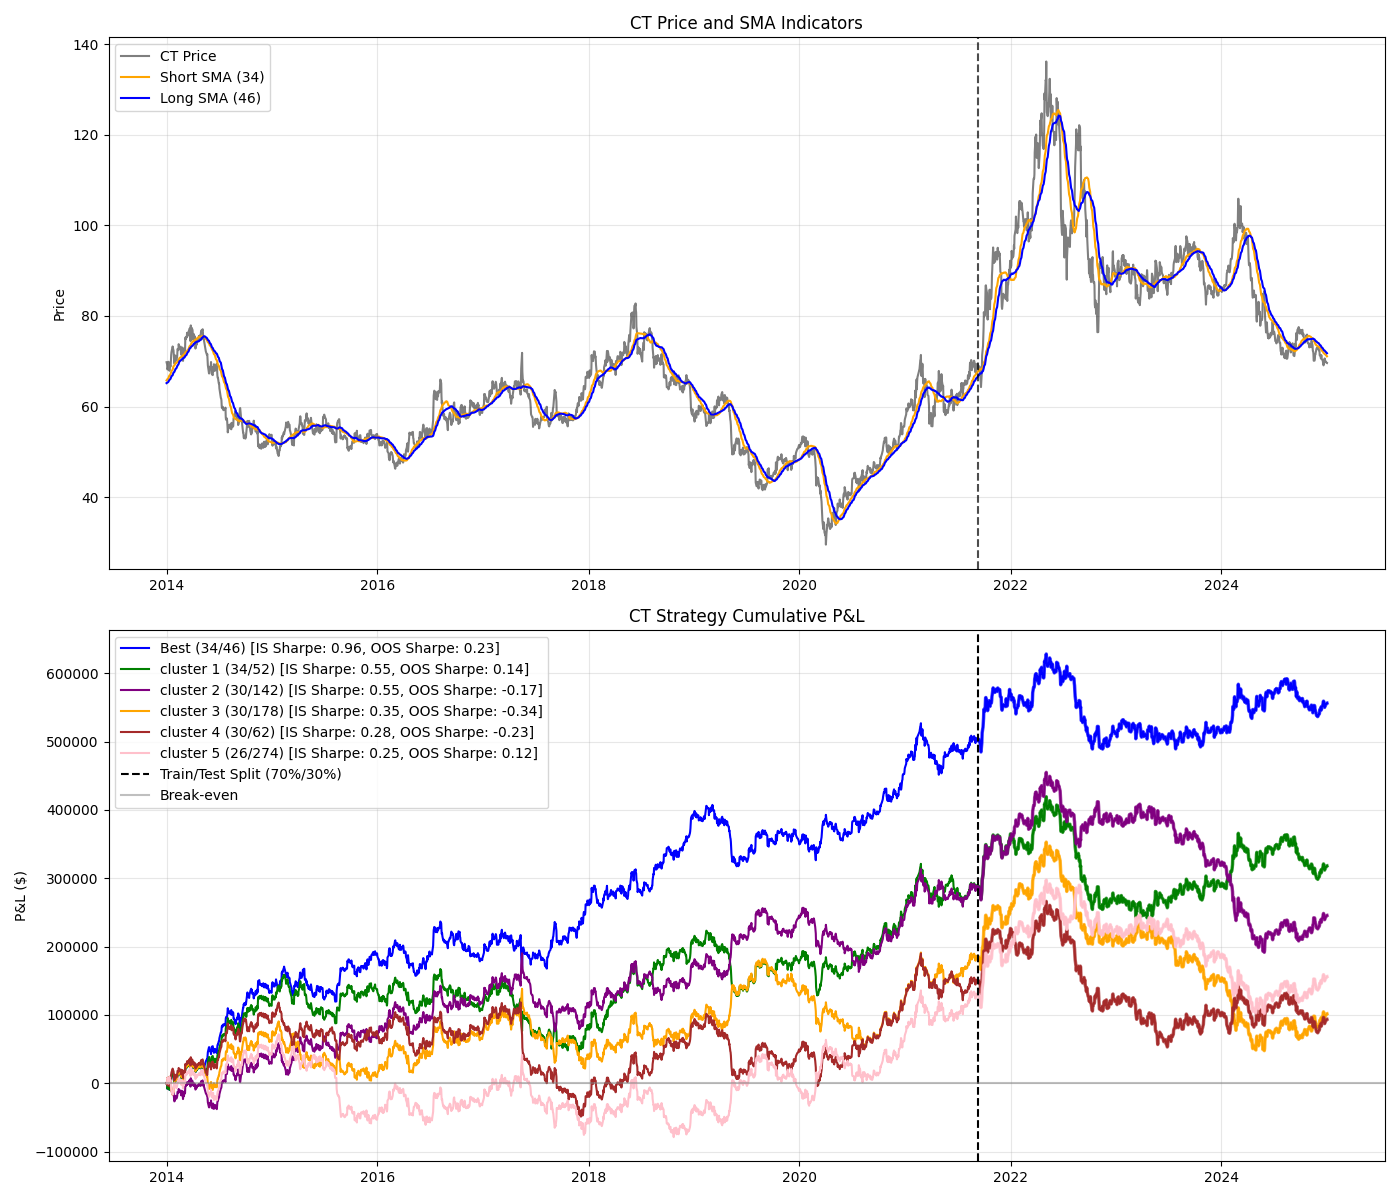 CT Price and SMA Indicators
CT Price
Short SMA (34)
Long SMA (46)
Price
140
120
100
80
60
40
2014
2016
2018
2020
2022
2024
CT Strategy Cumulative P&L
Best (34/46) [IS Sharpe: 0.96, OOS Sharpe: 0.23]
cluster 1 (34/52) [IS Sharpe: 0.55, OOS Sharpe: 0.14]
cluster 2 (30/142) [IS Sharpe: 0.55, OOS Sharpe: -0.17]
cluster 3 (30/178) [IS Sharpe: 0.35, OOS Sharpe: -0.34]
cluster 4 (30/62) [IS Sharpe: 0.28, OOS Sharpe: -0.23]
cluster 5 (26/274) [IS Sharpe: 0.25, OOS Sharpe: 0.12]
Train/Test Split (70%/30%)
Break-even
P&L ($)
600000
500000
400000
300000
200000
100000
0
−100000
2014
2016
2018
2020
2022
2024